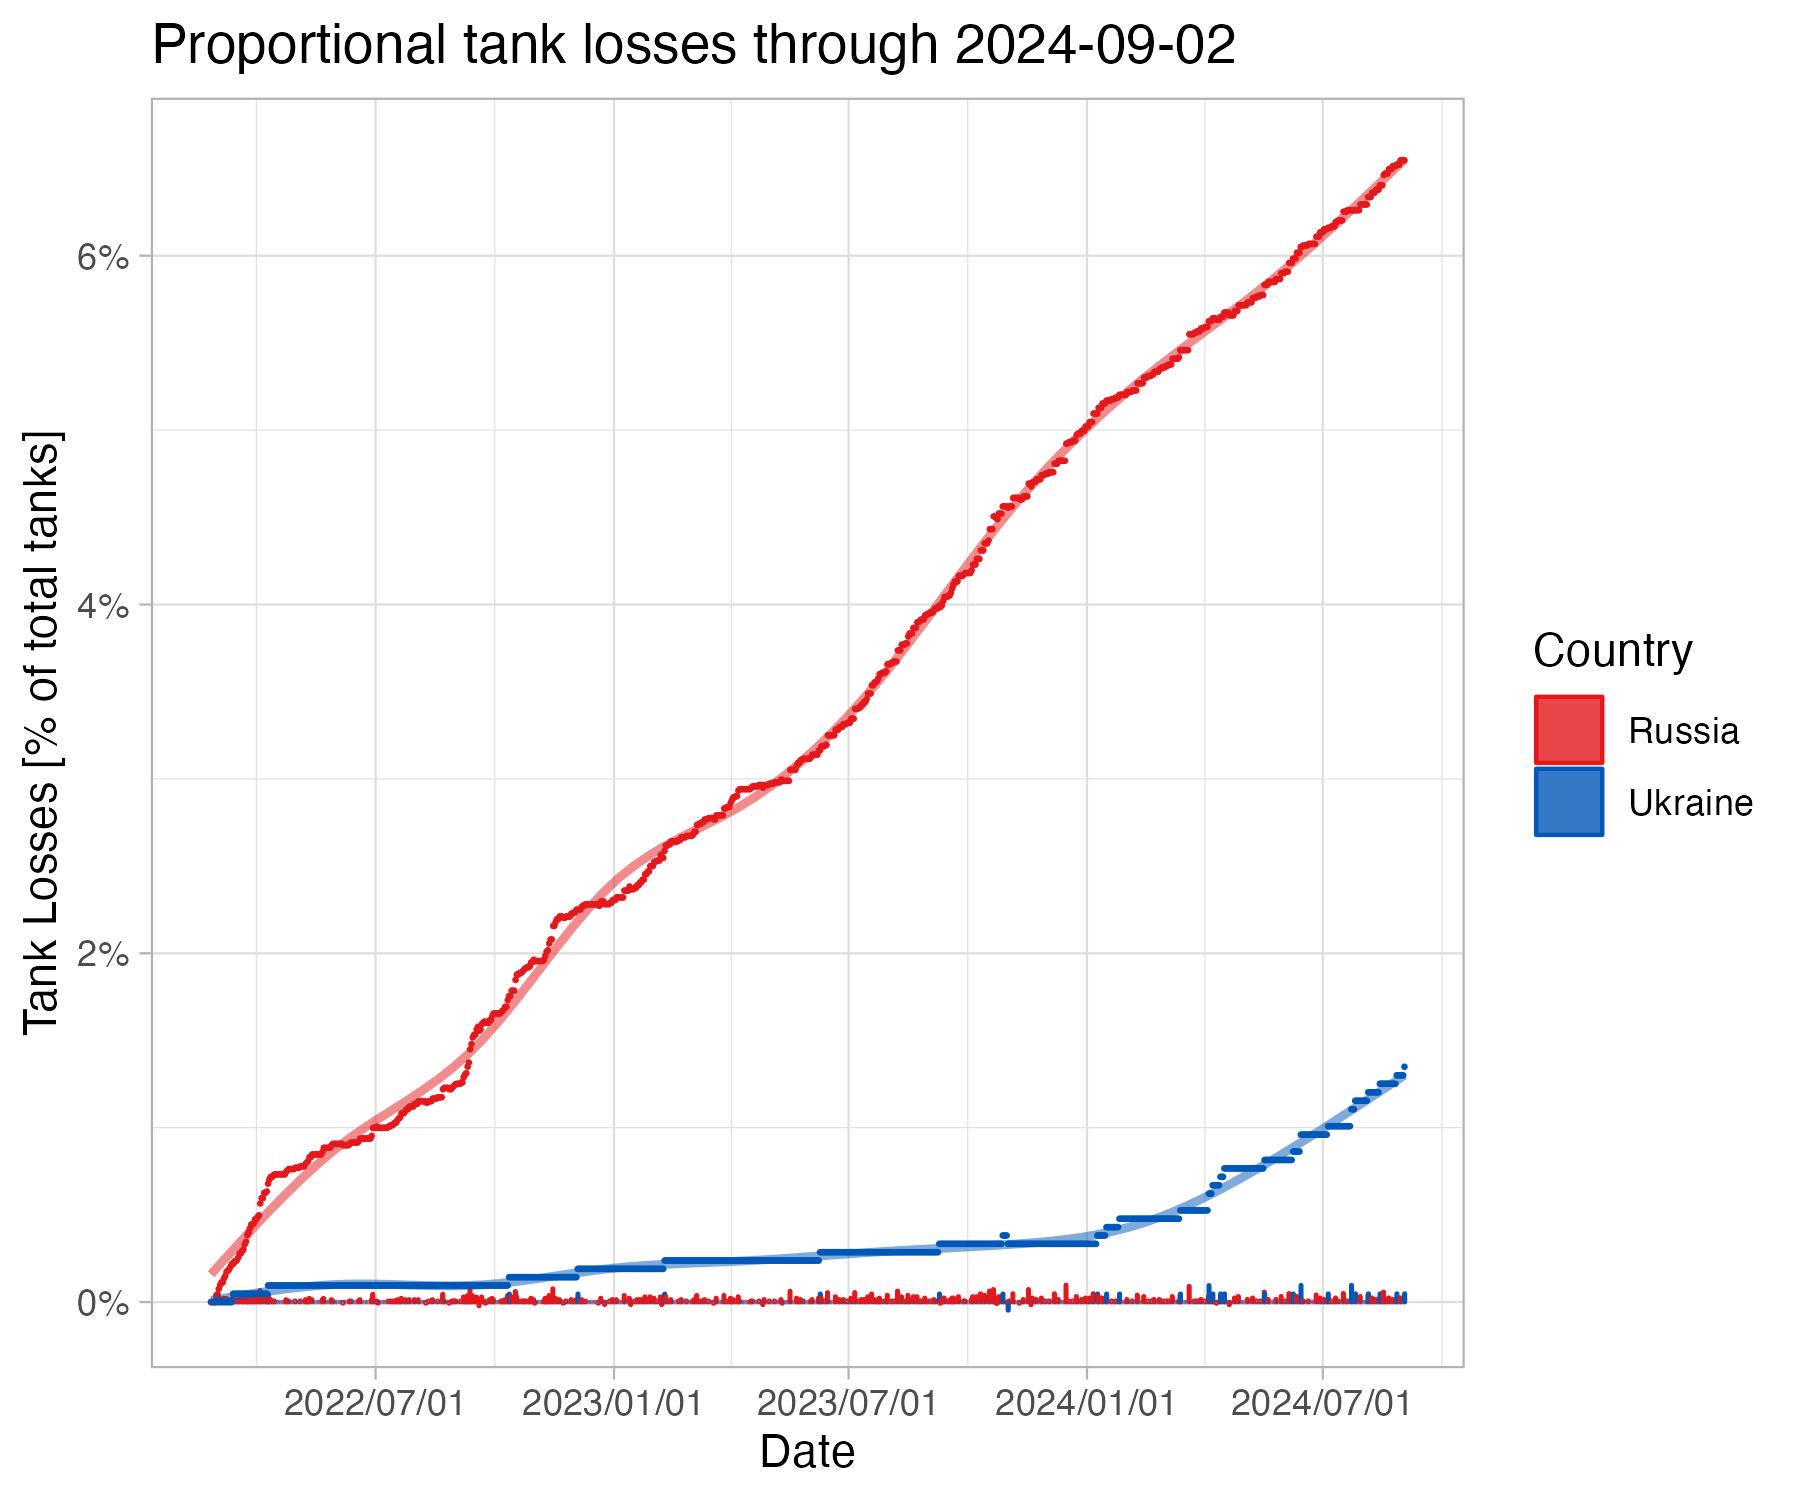 Proportional tank losses through 2024-09-02
Tank Losses [% of total tanks]
6%
4%
2%
0%
2022/07/01
2023/01/01
2023/07/01
2024/01/01
2024/07/01
Date
Country
Russia
Ukraine